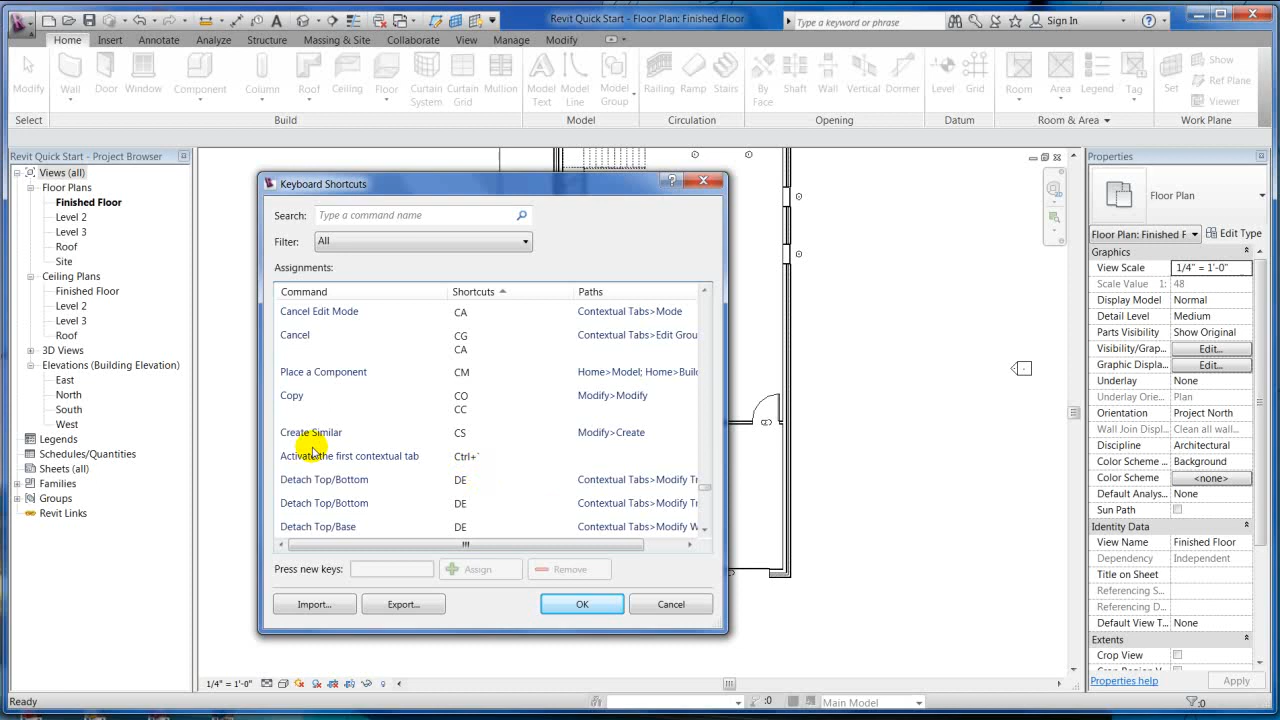 Revit Quick Start - Floor Plan: Finished Floor
Type a keyword or phrase
Sign In
Home Insert Annotate Analyze Structure Massing & Site Collaborate View Manage Modify
Modify Wall Door Window Component Column Roof Ceiling Floor Curtain System Curtain Grid Mullion Model Text Model Line Model Group Railing Ramp Stairs By Face Shaft Wall Vertical Dormer Level Grid Room Area Legend Tag Set Show Ref Plane Viewer
Select Build Model Circulation Opening Datum Room & Area Work Plane
Revit Quick Start - Project Browser
Views (all)
Floor Plans
Finished Floor
Level 2
Level 3
Roof
Site
Ceiling Plans
Finished Floor
Level 2
Level 3
Roof
3D Views
Elevations (Building Elevation)
East
North
South
West
Legends
Schedules/Quantities
Sheets (all)
Families
Groups
Revit Links
Keyboard Shortcuts
Search: Type a command name
Filter: All
Assignments:
Command Shortcuts Paths
Cancel Edit Mode CA Contextual Tabs>Mode
Cancel CG Contextual Tabs>Edit Grou
CA
Place a Component CM Home>Model; Home>Build
Copy CO Modify>Modify
CC
Create Similar CS Modify>Create
Activate the first contextual tab Ctrl+`
Detach Top/Bottom DE Contextual Tabs>Modify Tr
Detach Top/Bottom DE Contextual Tabs>Modify Tr
Detach Top/Base DE Contextual Tabs>Modify W
Press new keys: Assign Remove
Import... Export... OK Cancel
Properties
Floor Plan
Floor Plan: Finished F Edit Type
Graphics
View Scale 1/4" = 1'-0"
Scale Value 1: 48
Display Model Normal
Detail Level Medium
Parts Visibility Show Original
Visibility/Grap... Edit...
Graphic Displa... Edit...
Underlay None
Underlay Orie... Plan
Orientation Project North
Wall Join Displ... Clean all wall...
Discipline Architectural
Color Scheme ... Background
Color Scheme <none>
Default Analys... None
Sun Path
Identity Data
View Name Finished Floor
Dependency Independent
Title on Sheet
Referencing S...
Referencing D...
Default View T... None
Extents
Crop View
Properties help Apply
1/4" = 1'-0"
Ready :0 Main Model :0